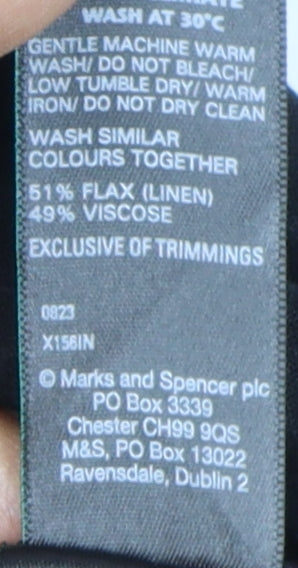 WASH AT 30°C
GENTLE MACHINE WARM
WASH/ DO NOT BLEACH/
LOW TUMBLE DRY/ WARM
IRON/ DO NOT DRY CLEAN
WASH SIMILAR
COLOURS TOGETHER
51% FLAX (LINEN)
49% VISCOSE
EXCLUSIVE OF TRIMMINGS
0823
X156IN
© Marks and Spencer plc
PO Box 3339
Chester CH99 9QS
M&S, PO Box 13022
Ravensdale, Dublin 2